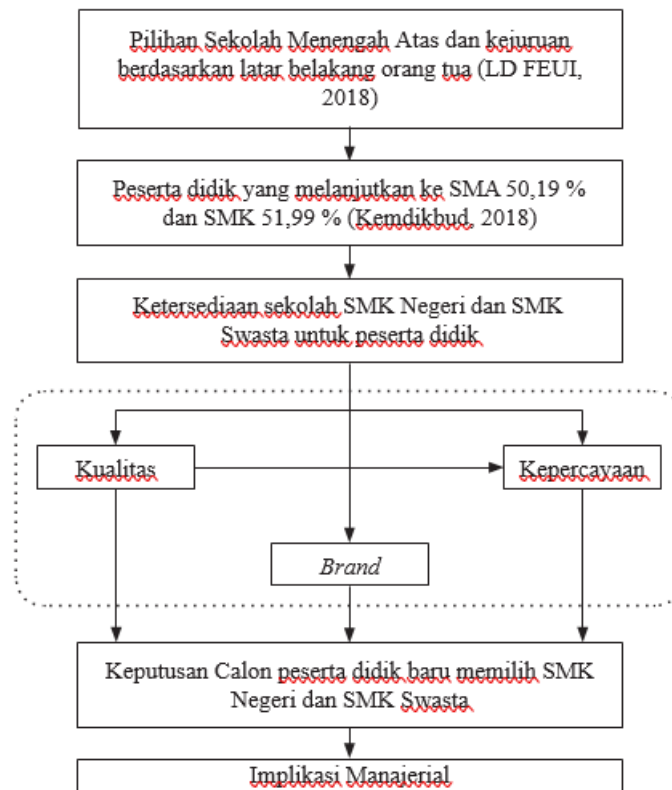 Pilihan Sekolah Menengah Atas dan kejuruan
berdasarkan latar belakang orang tua (LD FEUI,
2018)
Peserta didik yang melanjutkan ke SMA 50,19 %
dan SMK 51,99 % (Kemdikbud, 2018)
Ketersediaan sekolah SMK Negeri dan SMK
Swasta untuk peserta didik
Kualitas
Kepercayaan
Brand
Keputusan Calon peserta didik baru memilih SMK
Negeri dan SMK Swasta
Implikasi Manajerial